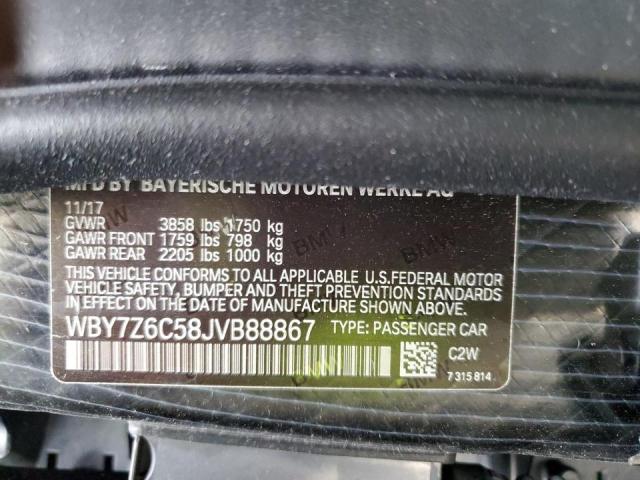 MFD BY BAYERISCHE MOTOREN WERKE AG
11/17
GVWR 3858 lbs 1750 kg
GAWR FRONT 1759 lbs 798 kg
GAWR REAR 2205 lbs 1000 kg
THIS VEHICLE CONFORMS TO ALL APPLICABLE U.S.FEDERAL MOTOR
VEHICLE SAFETY, BUMPER AND THEFT PREVENTION STANDARDS
IN EFFECT ON THE DATE OF MANUFACTURE SHOWN ABOVE.
WBY7Z6C58JVB88867 TYPE: PASSENGER CAR
C2W
7 315 814